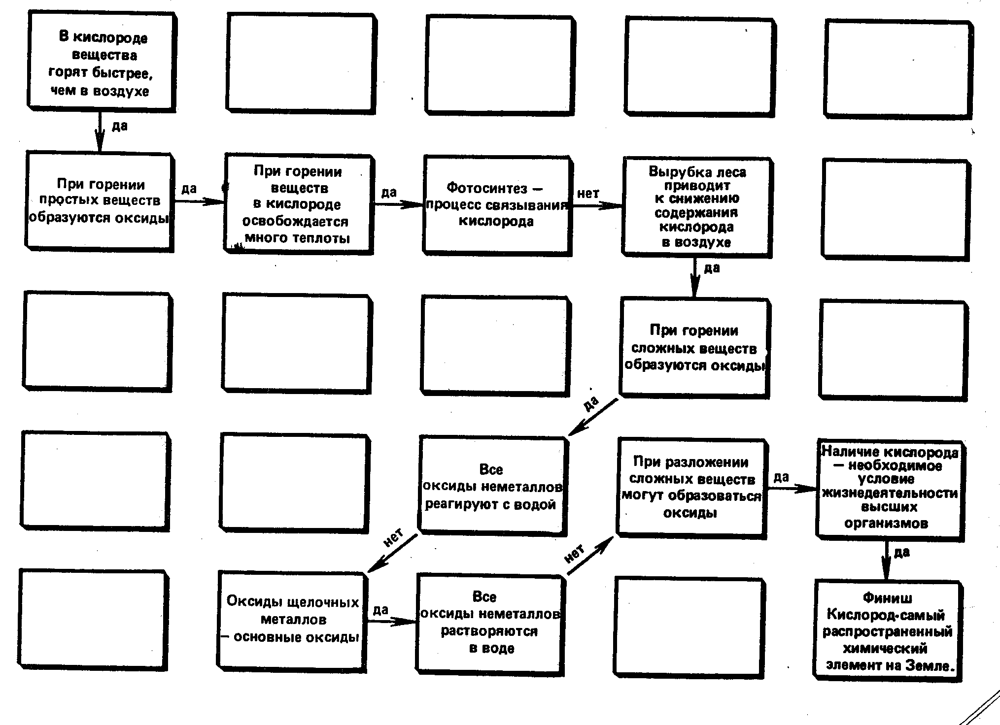 В кислороде
вещества
горят быстрее,
чем в воздухе
да
При горении
простых веществ
образуются оксиды
да
При горении
веществ
в кислороде
освобождается
много теплоты
да
Фотосинтез —
процесс связывания
кислорода
нет
Вырубка леса
приводит
к снижению
содержания
кислорода
в воздухе
да
При горении
сложных веществ
образуются оксиды
да
Все
оксиды неметаллов
реагируют с водой
нет
Оксиды щелочных
металлов
— основные оксиды
да
Все
оксиды неметаллов
растворяются
в воде
нет
При разложении
сложных веществ
могут образоваться
оксиды
да
Наличие кислорода
— необходимое
условие
жизнедеятельности
высших
организмов
да
Финиш
Кислород-самый
распространенный
химический
элемент на Земле.